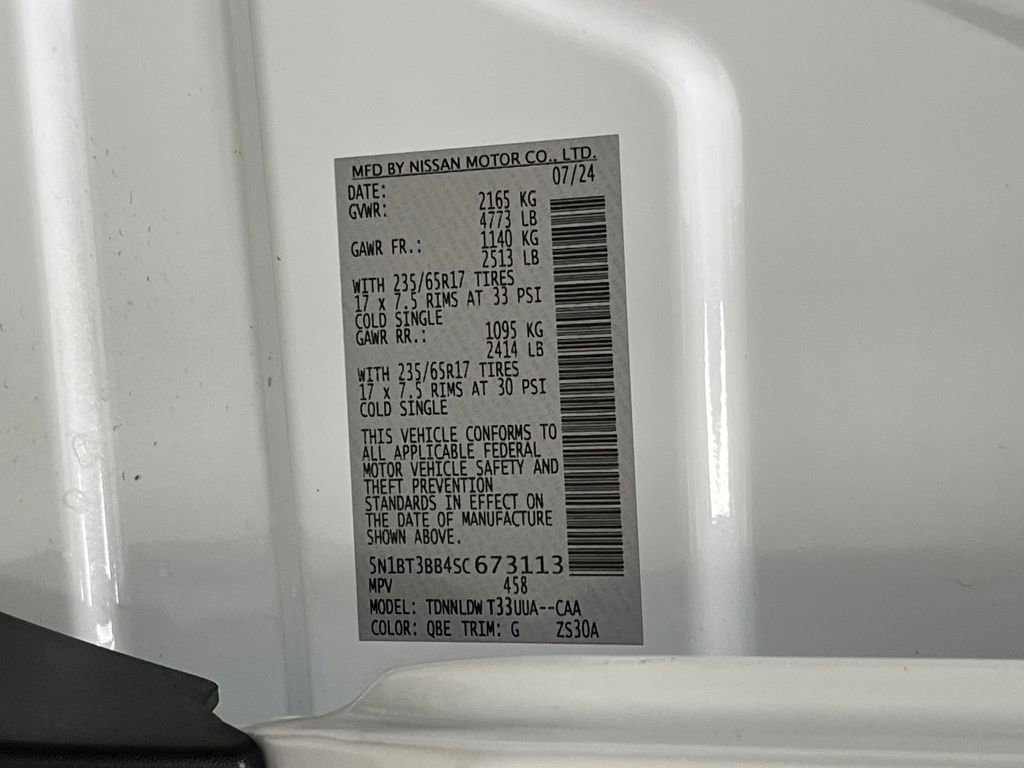 MFD BY NISSAN MOTOR CO., LTD.
DATE: 07/24
GVWR: 2165 KG
4773 LB
GAWR FR.: 1140 KG
2513 LB
WITH 235/65R17 TIRES
17 x 7.5 RIMS AT 33 PSI
COLD SINGLE
GAWR RR.: 1095 KG
2414 LB
WITH 235/65R17 TIRES
17 x 7.5 RIMS AT 30 PSI
COLD SINGLE
THIS VEHICLE CONFORMS TO
ALL APPLICABLE FEDERAL
MOTOR VEHICLE SAFETY AND
THEFT PREVENTION
STANDARDS IN EFFECT ON
THE DATE OF MANUFACTURE
SHOWN ABOVE.
5N1BT3BB4SC673113
MPV 458
MODEL: TDNNLDW T33UUA--CAA
COLOR: QBE TRIM: G ZS30A